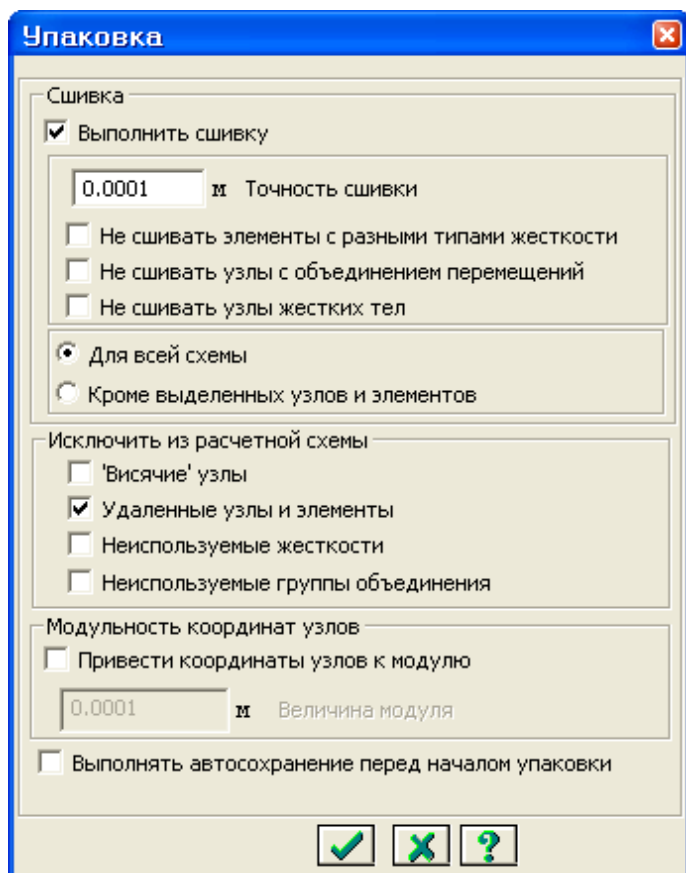 Упаковка
Сшивка
Выполнить сшивку
0.0001 м Точность сшивки
Не сшивать элементы с разными типами жесткости
Не сшивать узлы с объединением перемещений
Не сшивать узлы жестких тел
Для всей схемы
Кроме выделенных узлов и элементов
Исключить из расчетной схемы
'Висячие' узлы
Удаленные узлы и элементы
Неиспользуемые жесткости
Неиспользуемые группы объединения
Модульность координат узлов
Привести координаты узлов к модулю
0.0001 м Величина модуля
Выполнять автосохранение перед началом упаковки
?